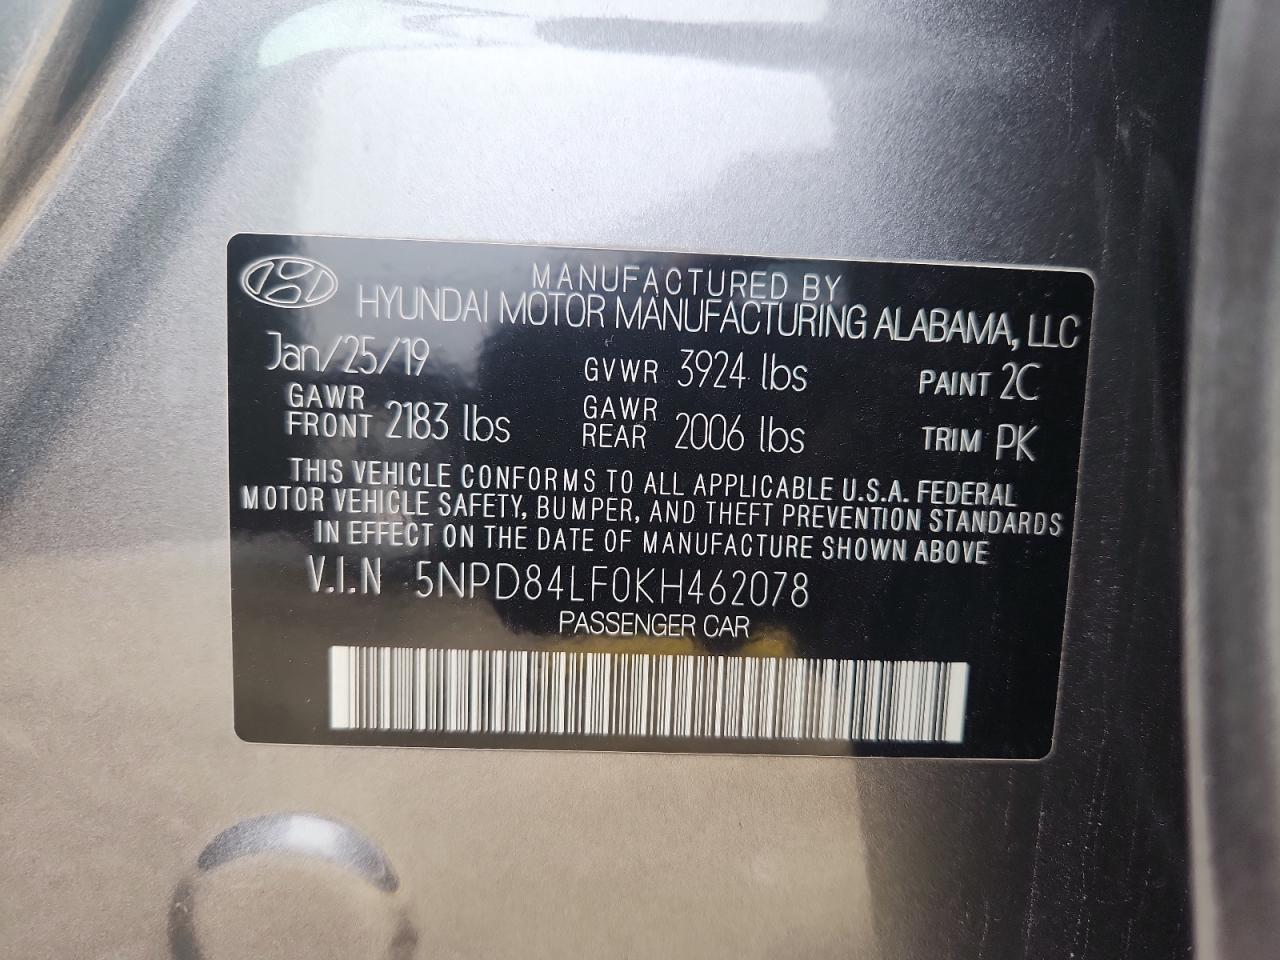 MANUFACTURED BY
HYUNDAI MOTOR MANUFACTURING ALABAMA, LLC
Jan/25/19 GVWR 3924 lbs PAINT 2C
GAWR FRONT 2183 lbs GAWR REAR 2006 lbs TRIM PK
THIS VEHICLE CONFORMS TO ALL APPLICABLE U.S.A. FEDERAL
MOTOR VEHICLE SAFETY, BUMPER, AND THEFT PREVENTION STANDARDS
IN EFFECT ON THE DATE OF MANUFACTURE SHOWN ABOVE
V.I.N 5NPD84LF0KH462078
PASSENGER CAR